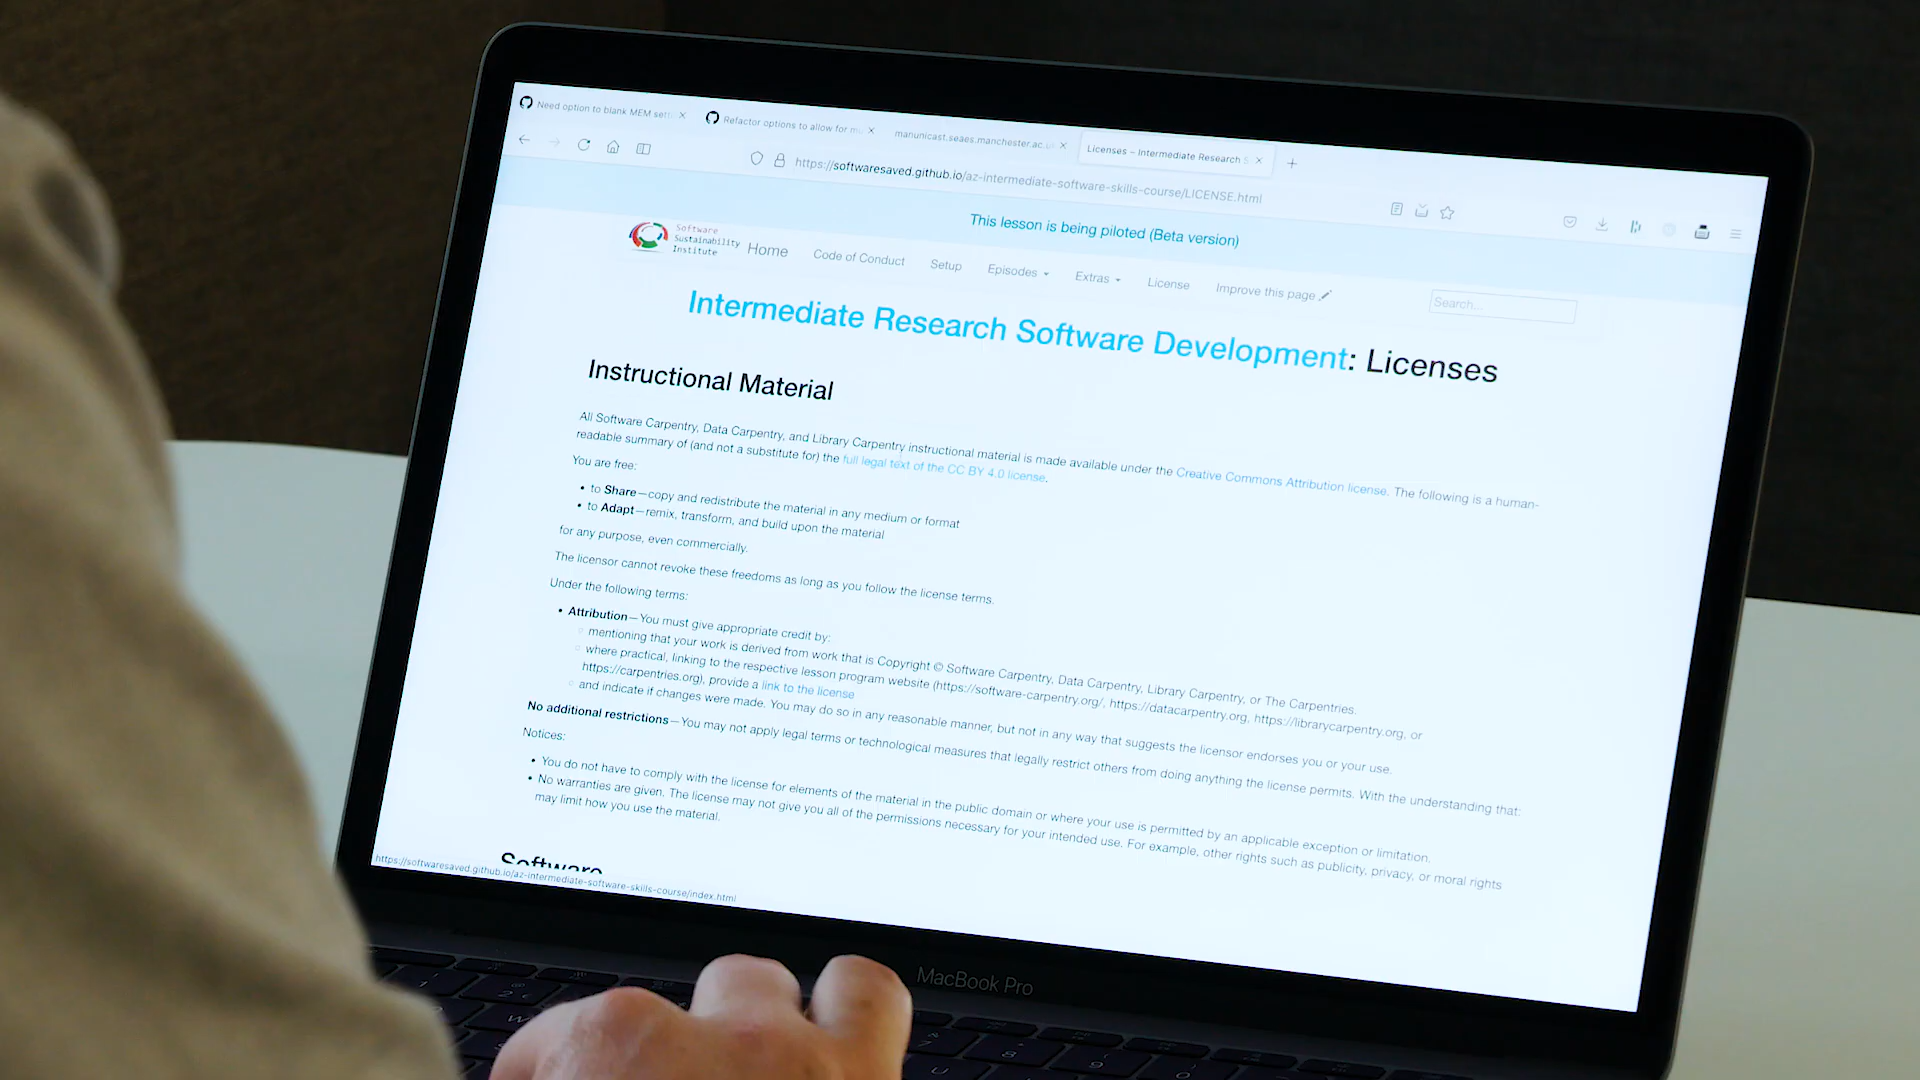 Need option to blank MEM
Refactor options to allow for
manunicast.seaes.manchester.ac.
Licenses – Intermediate Research
https://softwaresaved.github.io/az-intermediate-software-skills-course/LICENSE.html
This lesson is being piloted (Beta version)
Software
Sustainability
Institute
Home
Code of Conduct
Setup
Episodes
Extras
License
Improve this page
Search...
Intermediate Research Software Development: Licenses
Instructional Material
All Software Carpentry, Data Carpentry, and Library Carpentry instructional material is made available under the Creative Commons Attribution license. The following is a human-
readable summary of (and not a substitute for) the full legal text of the CC BY 4.0 license.
You are free:
• to Share—copy and redistribute the material in any medium or format
• to Adapt—remix, transform, and build upon the material
for any purpose, even commercially.
The licensor cannot revoke these freedoms as long as you follow the license terms.
Under the following terms:
• Attribution—You must give appropriate credit by:
mentioning that your work is derived from work that is Copyright © Software Carpentry, Data Carpentry, Library Carpentry, or The Carpentries.
where practical, linking to the respective lesson program website (https://software-carpentry.org/, https://datacarpentry.org, https://librarycarpentry.org, or
https://carpentries.org), provide a link to the license
and indicate if changes were made. You may do so in any reasonable manner, but not in any way that suggests the licensor endorses you or your use.
No additional restrictions—You may not apply legal terms or technological measures that legally restrict others from doing anything the license permits. With the understanding that:
Notices:
• You do not have to comply with the license for elements of the material in the public domain or where your use is permitted by an applicable exception or limitation.
• No warranties are given. The license may not give you all of the permissions necessary for your intended use. For example, other rights such as publicity, privacy, or moral rights
may limit how you use the material.
Software
https://softwaresaved.github.io/az-intermediate-software-skills-course/index.html
MacBook Pro